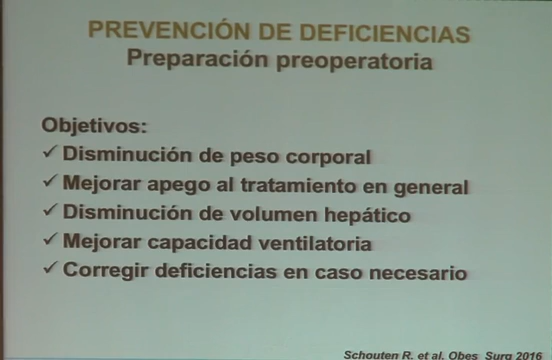 PREVENCIÓN DE DEFICIENCIAS
Preparación preoperatoria
Objetivos:
✓ Disminución de peso corporal
✓ Mejorar apego al tratamiento en general
✓ Disminución de volumen hepático
✓ Mejorar capacidad ventilatoria
✓ Corregir deficiencias en caso necesario
Schouten R. et al. Obes Surg 2016